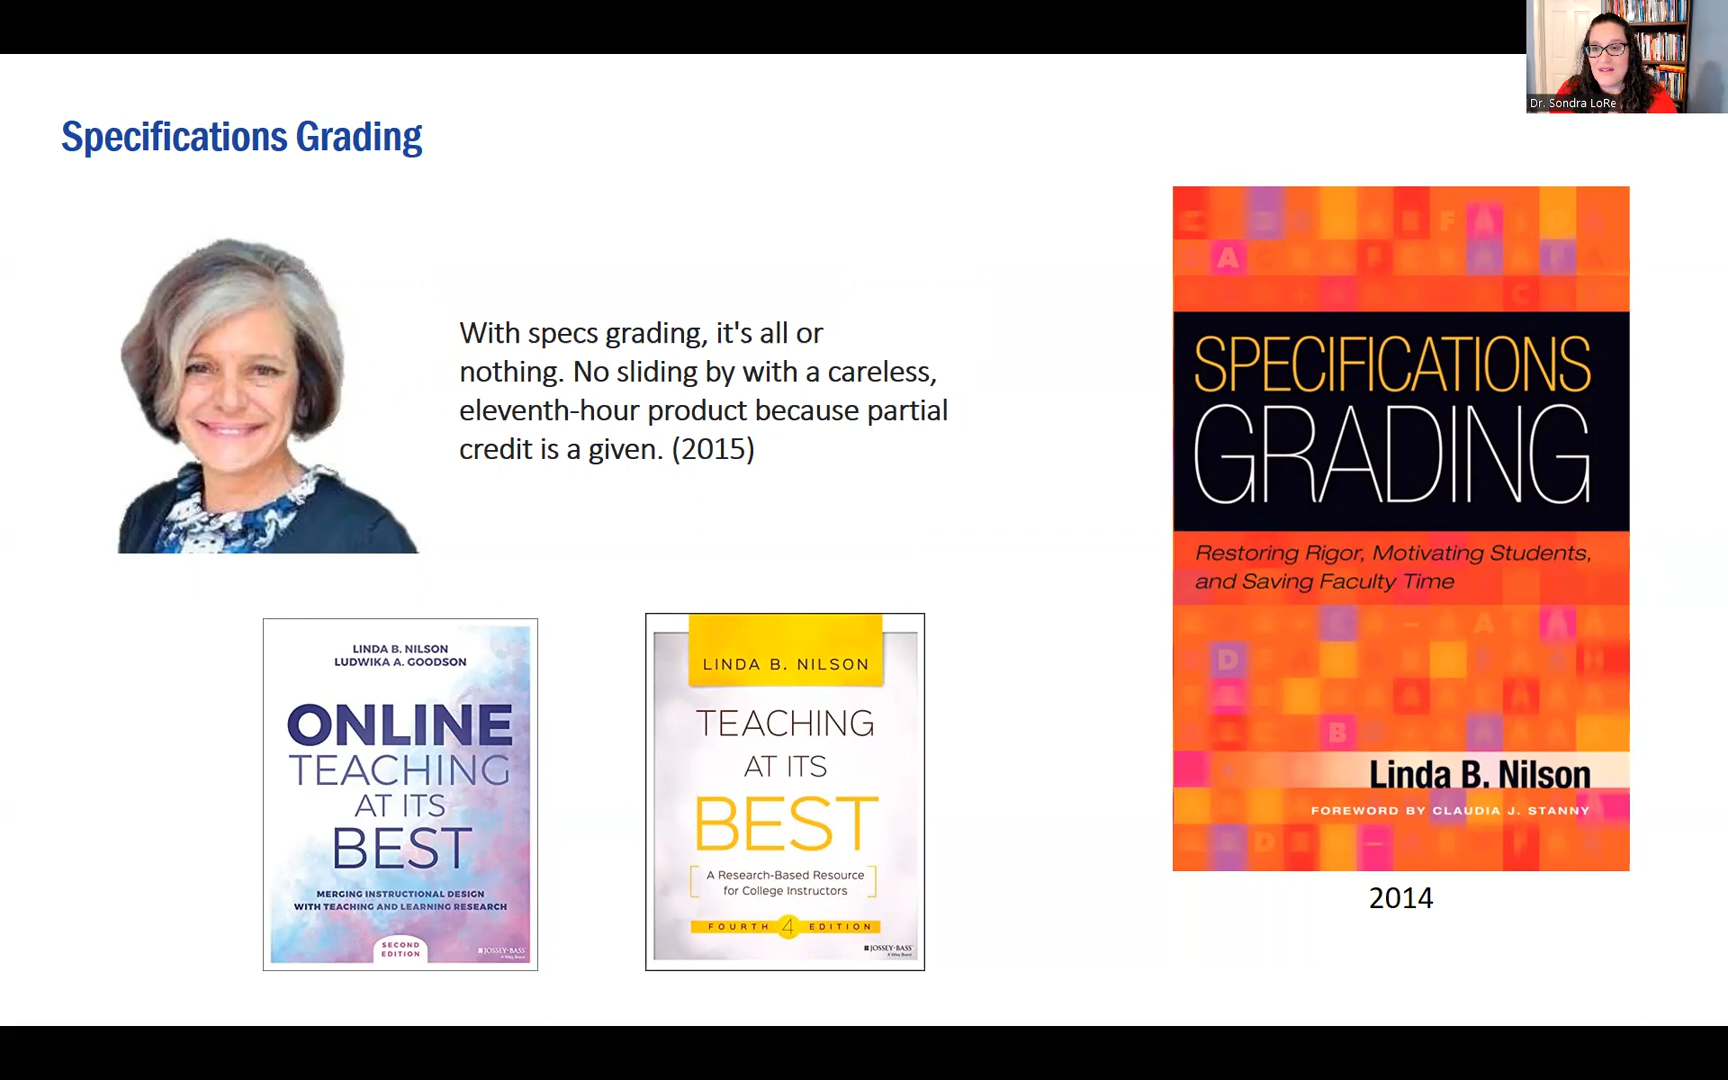 Dr. Sondra LoRe
Specifications Grading
With specs grading, it's all or
nothing. No sliding by with a careless,
eleventh-hour product because partial
credit is a given. (2015)
SPECIFICATIONS
GRADING
Restoring Rigor, Motivating Students,
and Saving Faculty Time
Linda B. Nilson
FOREWORD BY CLAUDIA J. STANNY
2014
LINDA B. NILSON
LUDWIKA A. GOODSON
ONLINE
TEACHING
AT ITS
BEST
MERGING INSTRUCTIONAL DESIGN
WITH TEACHING AND LEARNING RESEARCH
SECOND
EDITION
JOSSEY-BASS
LINDA B. NILSON
TEACHING
AT ITS
BEST
A Research-Based Resource
for College Instructors
FOURTH 4 EDITION
JOSSEY-BASS